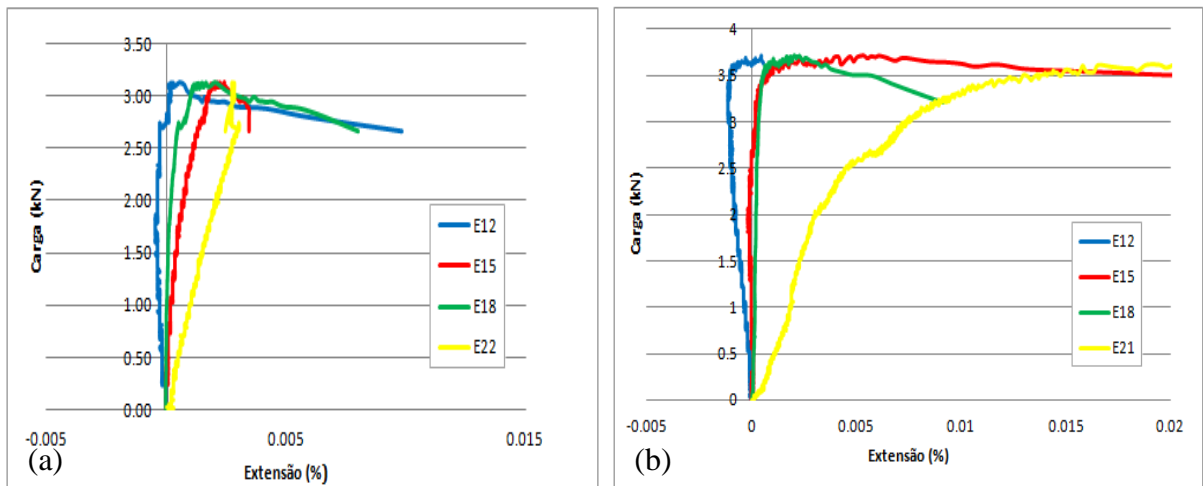 3.50
3.00
2.50
2.00
1.50
1.00
0.50
0.00
-0.005
0.005
0.015
Carga (kN)
Extensão (%)
E12
E15
E18
E22
(a)
4
3.5
3
2.5
2
1.5
1
0.5
0
-0.005
0
0.005
0.01
0.015
0.02
Carga (kN)
Extensão (%)
E12
E15
E18
E21
(b)